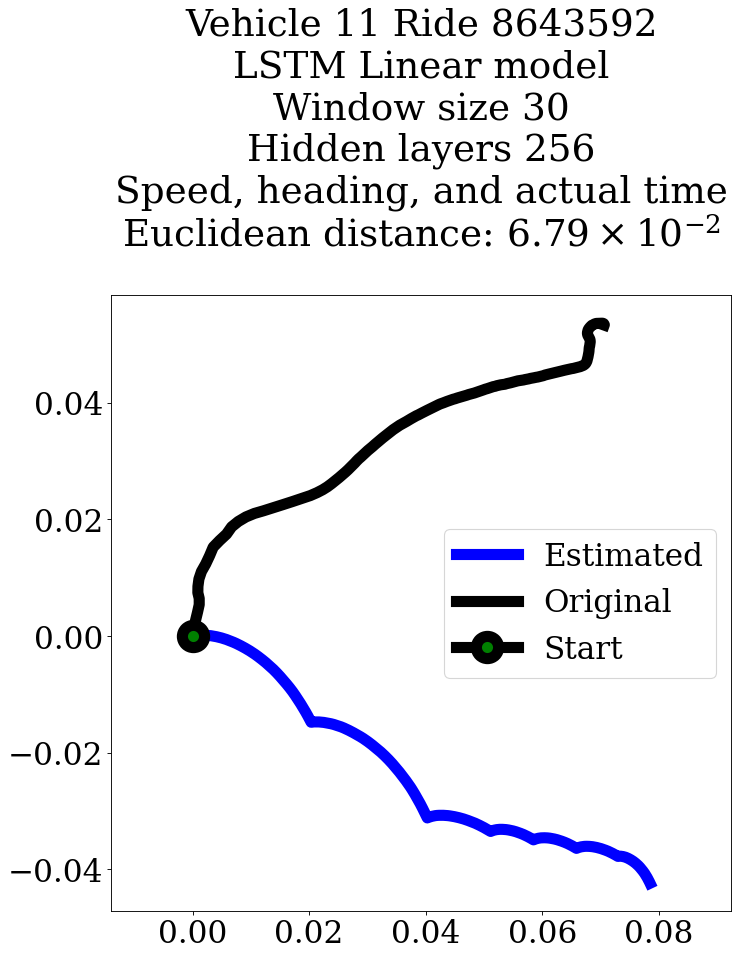 Vehicle 11 Ride 8643592
LSTM Linear model
Window size 30
Hidden layers 256
Speed, heading, and actual time
Euclidean distance: 6.79 × 10⁻²
0.04
0.02
0.00
−0.02
−0.04
Estimated
Original
Start
0.00 0.02 0.04 0.06 0.08